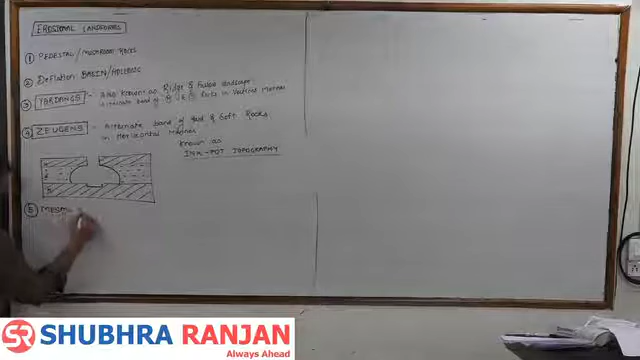 EROSIONAL LANDFORMS
① PEDESTAL/MUSHROOM ROCKS
② DEFLATION BASIN/
③ YARDANGS - Also Known as Ridge & Furrow landscape.
Alternate band of H & S Rocks in Vertical Manner
④ ZEUGENS - Alternate band of Hard & Soft Rocks
in Horizontal Manner
Known as
INK-POT TOPOGRAPHY
H
S
H
⑤
SR SHUBHRA RANJAN
Always Ahead